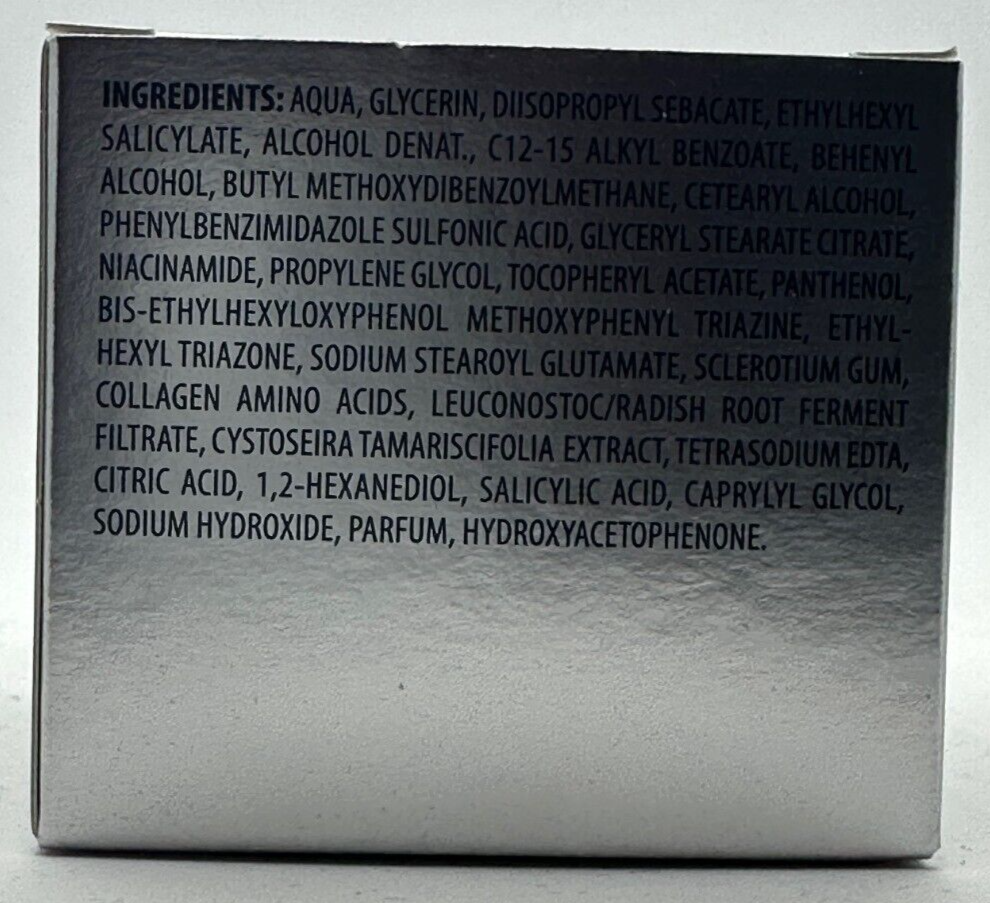 INGREDIENTS: AQUA, GLYCERIN, DIISOPROPYL SEBACATE, ETHYLHEXYL
SALICYLATE, ALCOHOL DENAT., C12-15 ALKYL BENZOATE, BEHENYL
ALCOHOL, BUTYL METHOXYDIBENZOYLMETHANE, CETEARYL ALCOHOL,
PHENYLBENZIMIDAZOLE SULFONIC ACID, GLYCERYL STEARATE CITRATE,
NIACINAMIDE, PROPYLENE GLYCOL, TOCOPHERYL ACETATE, PANTHENOL,
BIS-ETHYLHEXYLOXYPHENOL METHOXYPHENYL TRIAZINE, ETHYL-
HEXYL TRIAZONE, SODIUM STEAROYL GLUTAMATE, SCLEROTIUM GUM,
COLLAGEN AMINO ACIDS, LEUCONOSTOC/RADISH ROOT FERMENT
FILTRATE, CYSTOSEIRA TAMARISCIFOLIA EXTRACT, TETRASODIUM EDTA,
CITRIC ACID, 1,2-HEXANEDIOL, SALICYLIC ACID, CAPRYLYL GLYCOL,
SODIUM HYDROXIDE, PARFUM, HYDROXYACETOPHENONE.